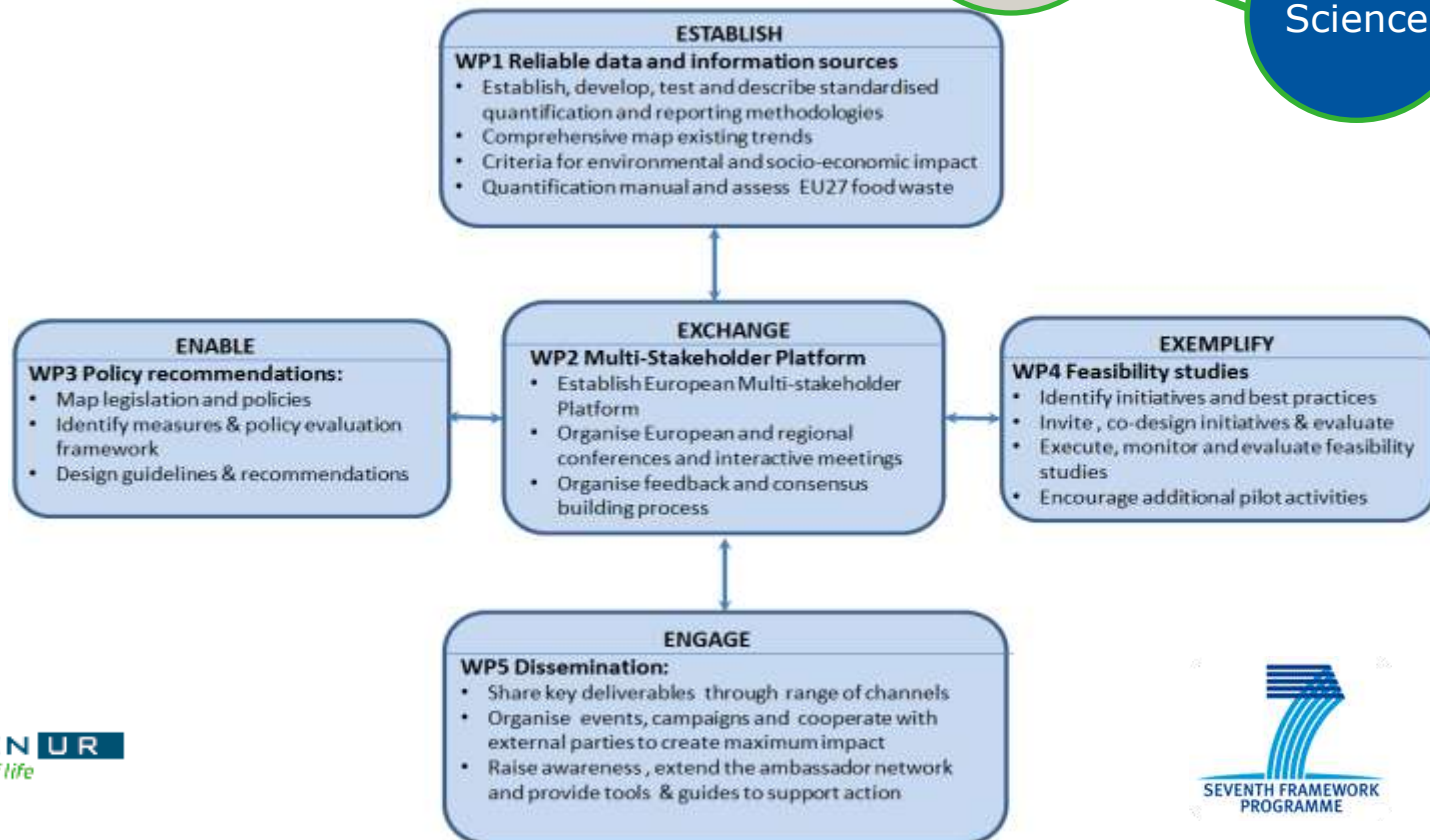 Science
ESTABLISH
WP1 Reliable data and information sources
• Establish, develop, test and describe standardised
quantification and reporting methodologies
• Comprehensive map existing trends
• Criteria for environmental and socio-economic impact
• Quantification manual and assess EU27 food waste
ENABLE
WP3 Policy recommendations:
• Map legislation and policies
• Identify measures & policy evaluation
framework
• Design guidelines & recommendations
EXCHANGE
WP2 Multi-Stakeholder Platform
• Establish European Multi-stakeholder
Platform
• Organise European and regional
conferences and interactive meetings
• Organise feedback and consensus
building process
EXEMPLIFY
WP4 Feasibility studies
• Identify initiatives and best practices
• Invite , co-design initiatives & evaluate
• Execute, monitor and evaluate feasibility
studies
• Encourage additional pilot activities
ENGAGE
WP5 Dissemination:
• Share key deliverables through range of channels
• Organise events, campaigns and cooperate with
external parties to create maximum impact
• Raise awareness , extend the ambassador network
and provide tools & guides to support action
N UR
life
7
SEVENTH FRAMEWORK
PROGRAMME